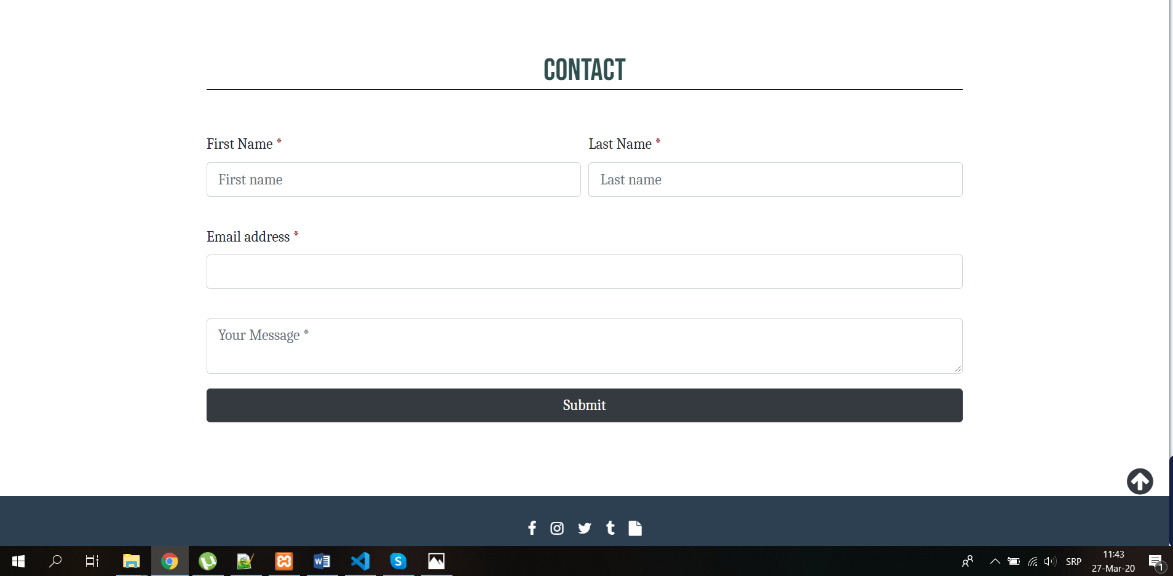 CONTACT
First Name * Last Name *
First name Last name
Email address *
Your Message *
Submit
11:43
SRP
27-Mar-20
1